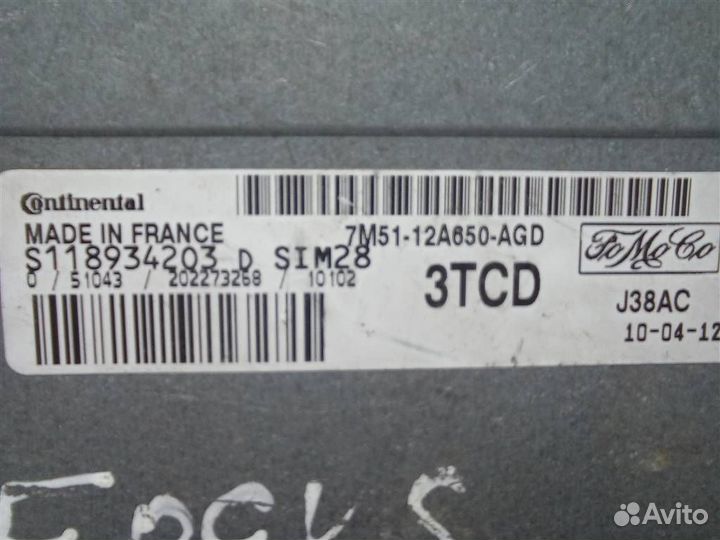 Continental
MADE IN FRANCE
S118934203 D SIM28
0 / 51043 / 202273268 / 10102
7M51-12A650-AGD
3TCD
FoMoCo
J38AC
10-04-12
FOCUS
Avito